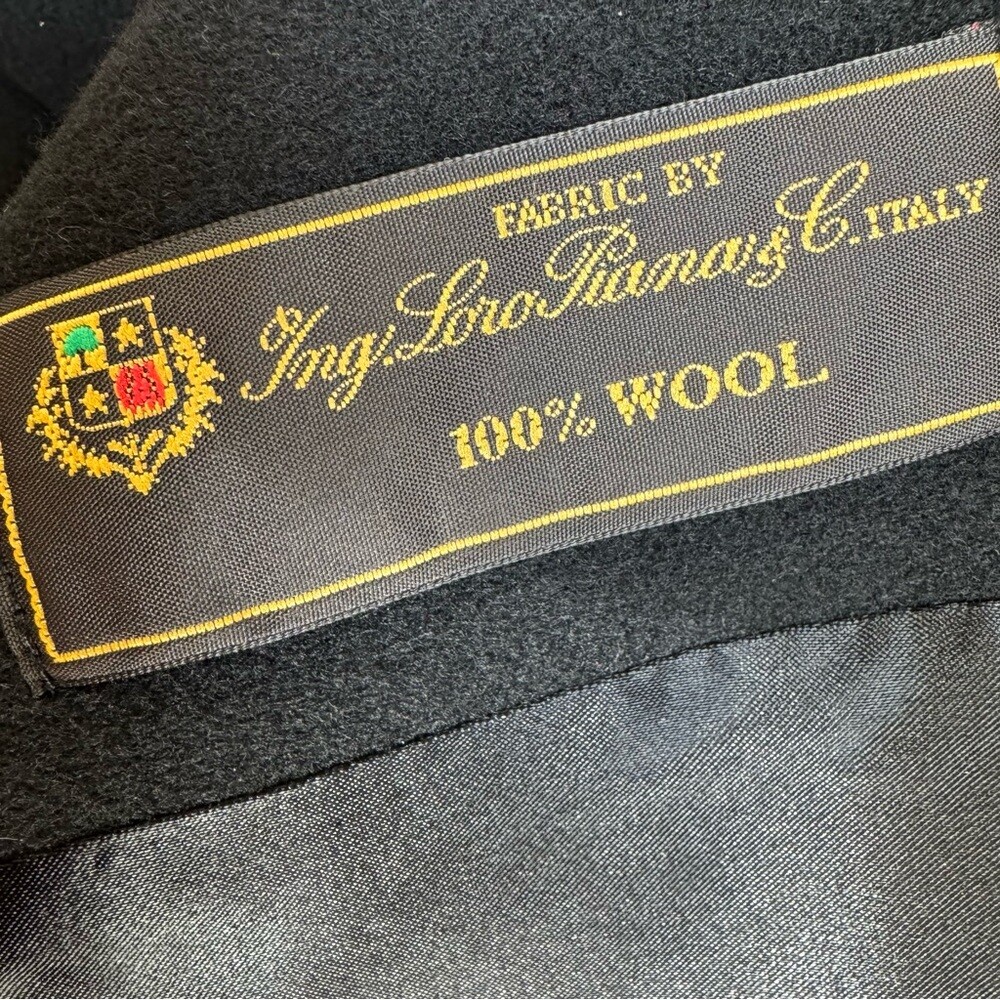 FABRIC BY
Ing. Loro Piana & C. ITALY
100% WOOL